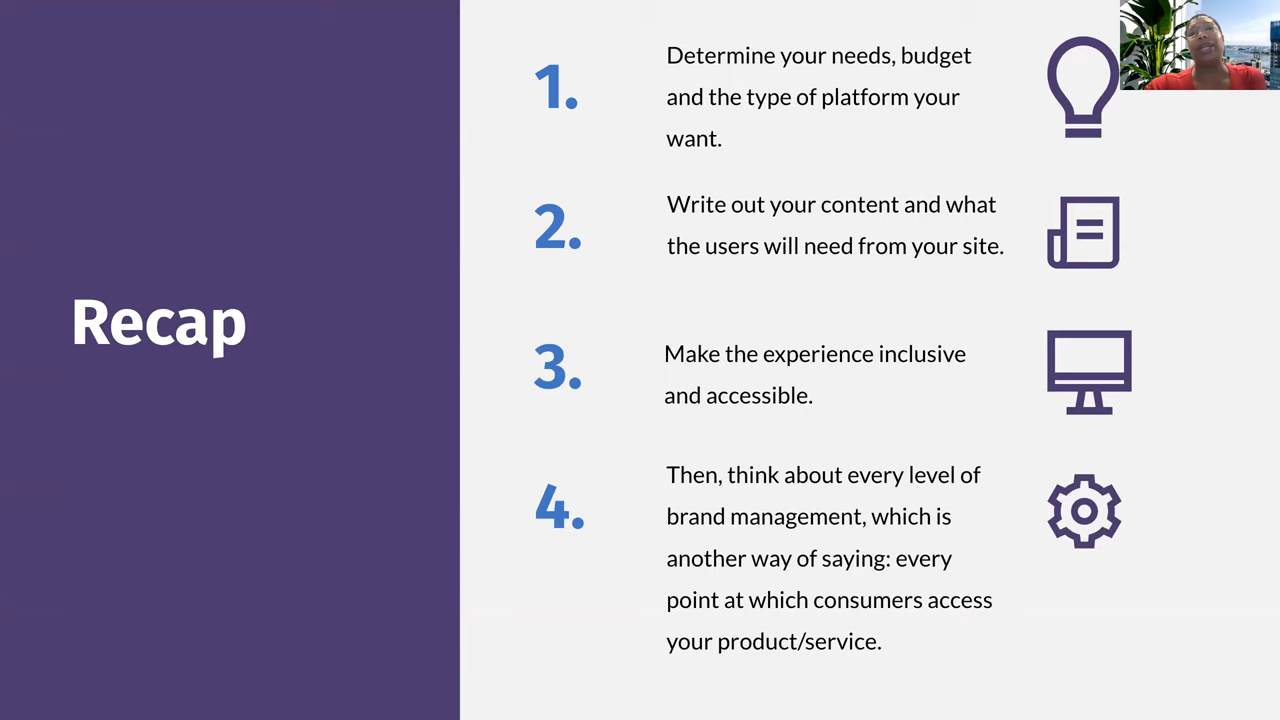 Recap
1.
Determine your needs, budget
and the type of platform your
want.
2.
Write out your content and what
the users will need from your site.
3.
Make the experience inclusive
and accessible.
4.
Then, think about every level of
brand management, which is
another way of saying: every
point at which consumers access
your product/service.